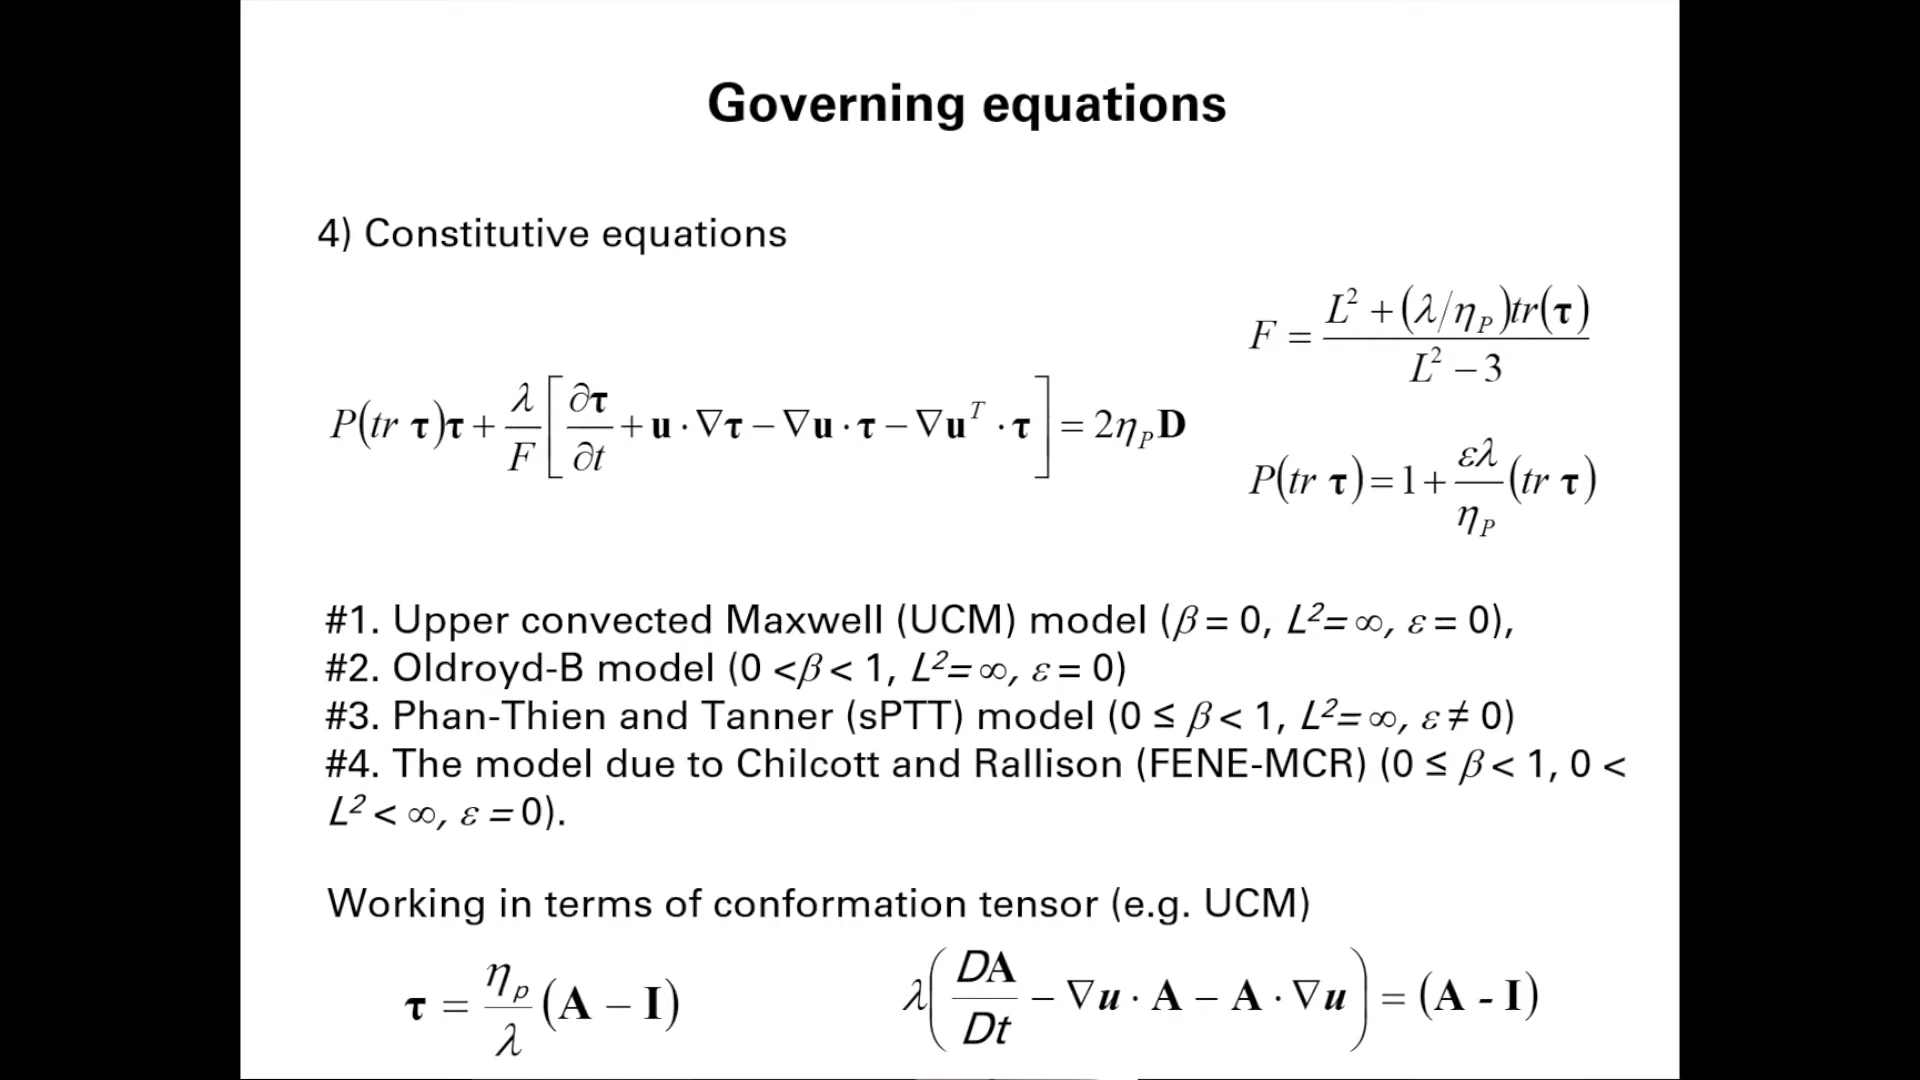 Governing equations
4) Constitutive equations
F = (L² + (λ/η_P)tr(τ)) / (L² − 3)
P(tr τ)τ + λ/F [∂τ/∂t + u · ∇τ − ∇u · τ − ∇u^T · τ] = 2η_P D
P(tr τ) = 1 + ελ/η_P (tr τ)
#1. Upper convected Maxwell (UCM) model (β = 0, L²= ∞, ε = 0),
#2. Oldroyd-B model (0 <β < 1, L²= ∞, ε = 0)
#3. Phan-Thien and Tanner (sPTT) model (0 ≤ β < 1, L²= ∞, ε ≠ 0)
#4. The model due to Chilcott and Rallison (FENE-MCR) (0 ≤ β < 1, 0 <
L² < ∞, ε = 0).
Working in terms of conformation tensor (e.g. UCM)
τ = η_p/λ (A − I)
λ(DA/Dt − ∇u · A − A · ∇u) = (A - I)